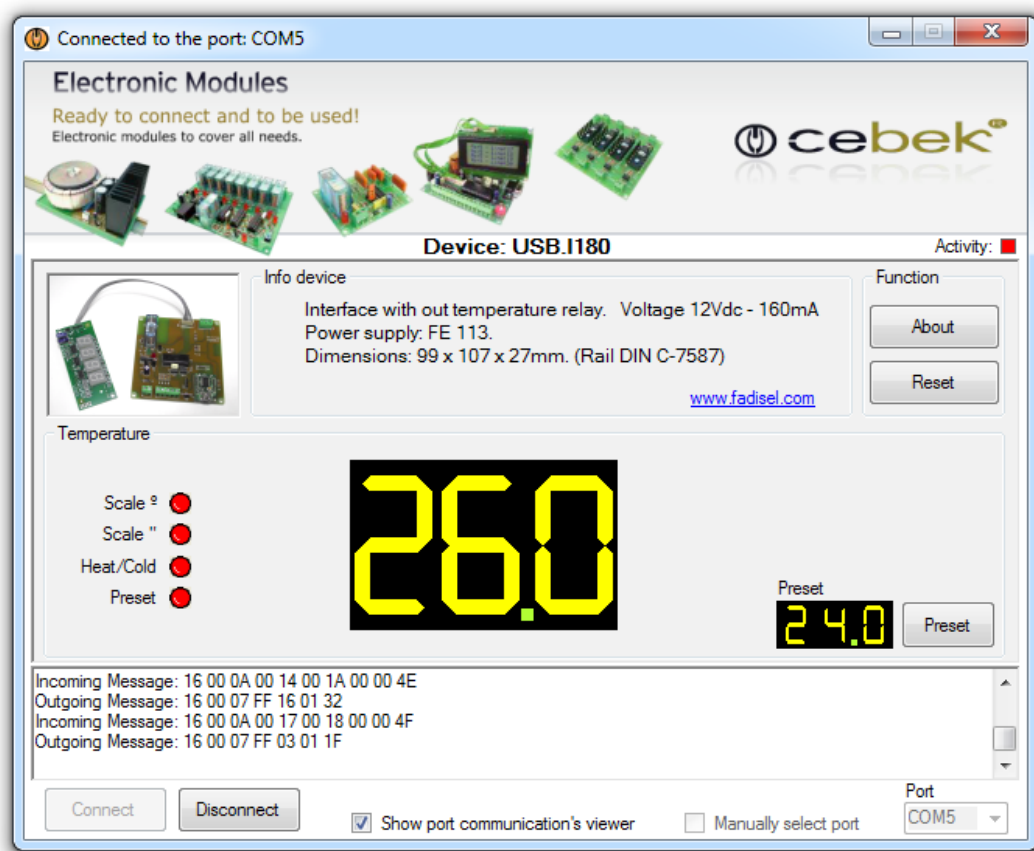 Connected to the port: COM5
Electronic Modules
Ready to connect and to be used!
Electronic modules to cover all needs.
cebek
Device: USB.I180
Activity:
Info device
Interface with out temperature relay. Voltage 12Vdc - 160mA
Power supply: FE 113.
Dimensions: 99 x 107 x 27mm. (Rail DIN C-7587)
www.fadisel.com
Function
About
Reset
Temperature
Scale º
Scale "
Heat/Cold
Preset
26.0
Preset
24.0
Preset
Incoming Message: 16 00 0A 00 14 00 1A 00 00 4E
Outgoing Message: 16 00 07 FF 16 01 32
Incoming Message: 16 00 0A 00 17 00 18 00 00 4F
Outgoing Message: 16 00 07 FF 03 01 1F
Connect
Disconnect
Show port communication's viewer
Manually select port
Port
COM5